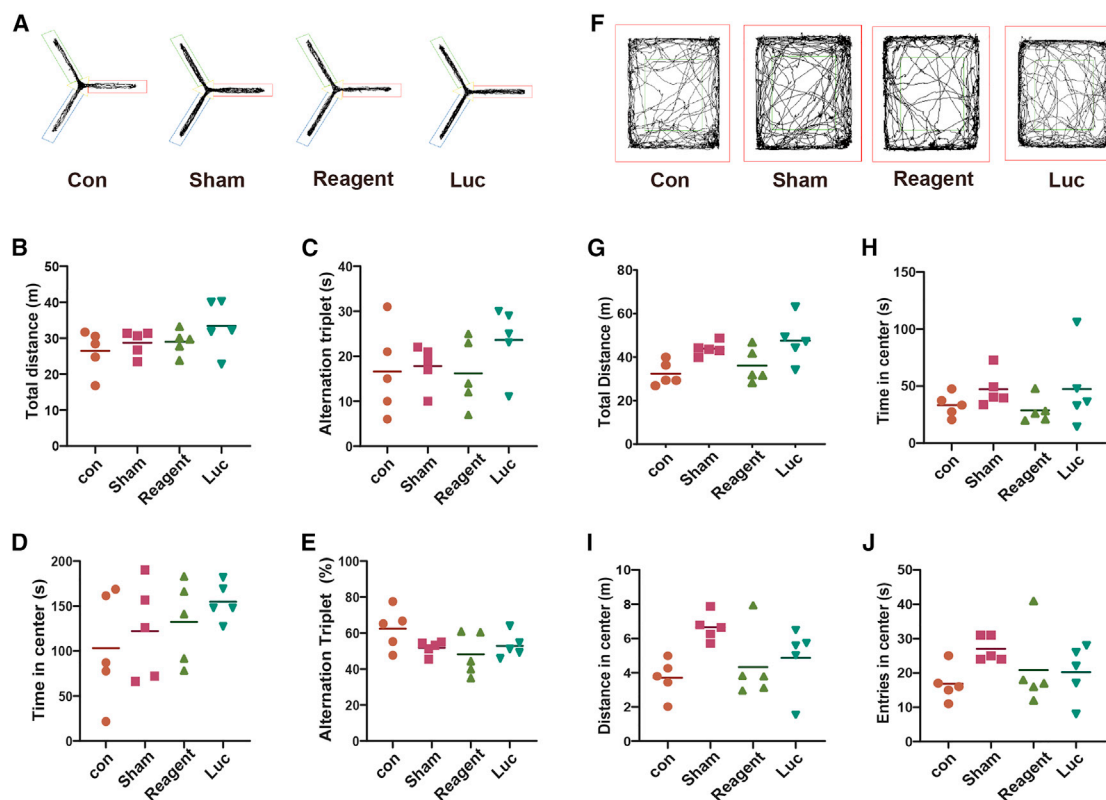 A
Con
Sham
Reagent
Luc
F
Con
Sham
Reagent
Luc
B
Total distance (m)
50
40
30
20
10
0
con
Sham
Reagent
Luc
C
Alternation triplet (s)
40
30
20
10
0
Con
Sham
Reagent
Luc
G
Total Distance (m)
80
60
40
20
0
con
Sham
Reagent
Luc
H
Time in center (s)
150
100
50
0
Con
Sham
Reagent
Luc
D
Time in center (s)
200
150
100
50
0
con
Sham
Reagent
Luc
E
Alternation Triplet (%)
100
80
60
40
20
0
Con
Sham
Reagent
Luc
I
Distance in center (m)
8
6
4
2
0
Con
Sham
Reagent
Luc
J
Entries in center (s)
50
40
30
20
10
0
Con
Sham
Reagent
Luc